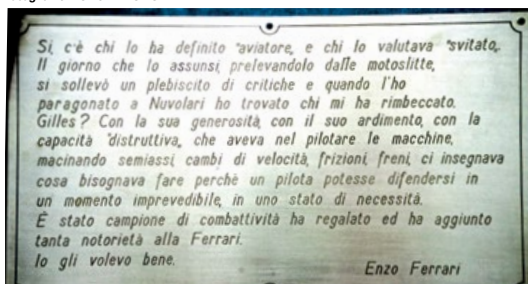 Sì, c'è chi lo ha definito "aviatore„ e chi lo valutava "svitato„.
Il giorno che lo assunsi, prelevandolo dalle motoslitte,
si sollevò un plebiscito di critiche e quando l'ho
paragonato a Nuvolari ho trovato chi mi ha rimbeccato.
Gilles? Con la sua generosità, con il suo ardimento, con la
capacità "distruttiva„ che aveva nel pilotare le macchine,
macinando semiassi, cambi di velocità, frizioni, freni, ci insegnava
cosa bisognava fare perchè un pilota potesse difendersi in
un momento imprevedibile, in uno stato di necessità.
È stato campione di combattività ha regalato ed ha aggiunto
tanta notorietà alla Ferrari.
Io gli volevo bene.
Enzo Ferrari